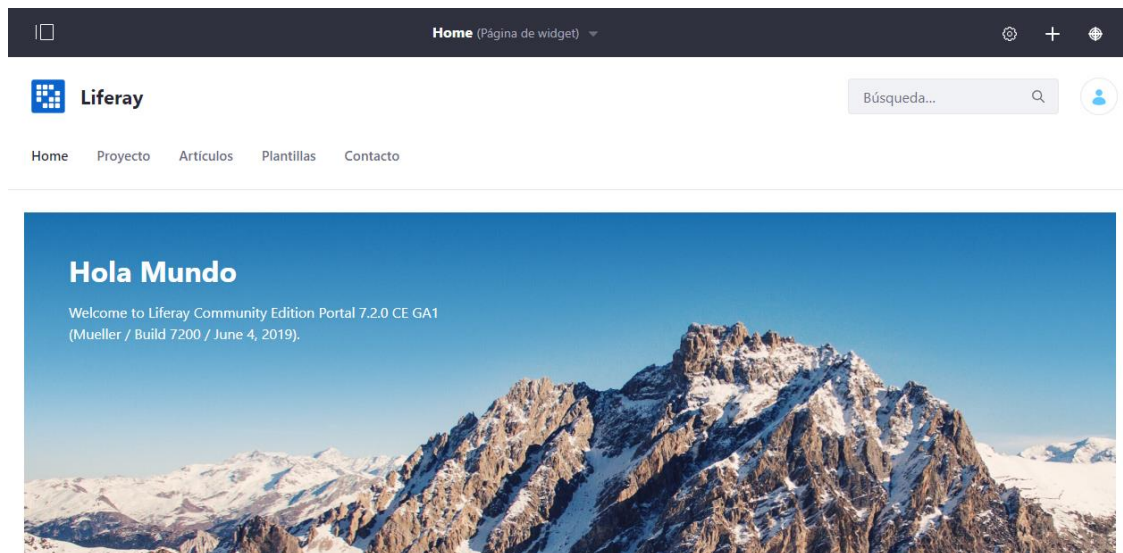 Home (Página de widget)
Liferay
Búsqueda...
Home Proyecto Artículos Plantillas Contacto
Hola Mundo
Welcome to Liferay Community Edition Portal 7.2.0 CE GA1
(Mueller / Build 7200 / June 4, 2019).